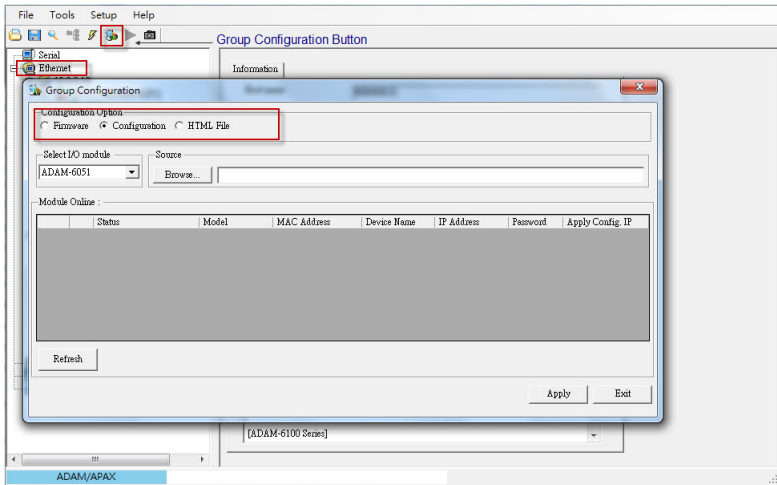 File Tools Setup Help
Group Configuration Button
Serial
Ethernet
Information
Group Configuration
Configuration Option
Firmware Configuration HTML File
Select I/O module Source
ADAM-6051 Browse...
Module Online :
Status Model MAC Address Device Name IP Address Password Apply Config. IP
Refresh
Apply Exit
[ADAM-6100 Series]
ADAM/APAX